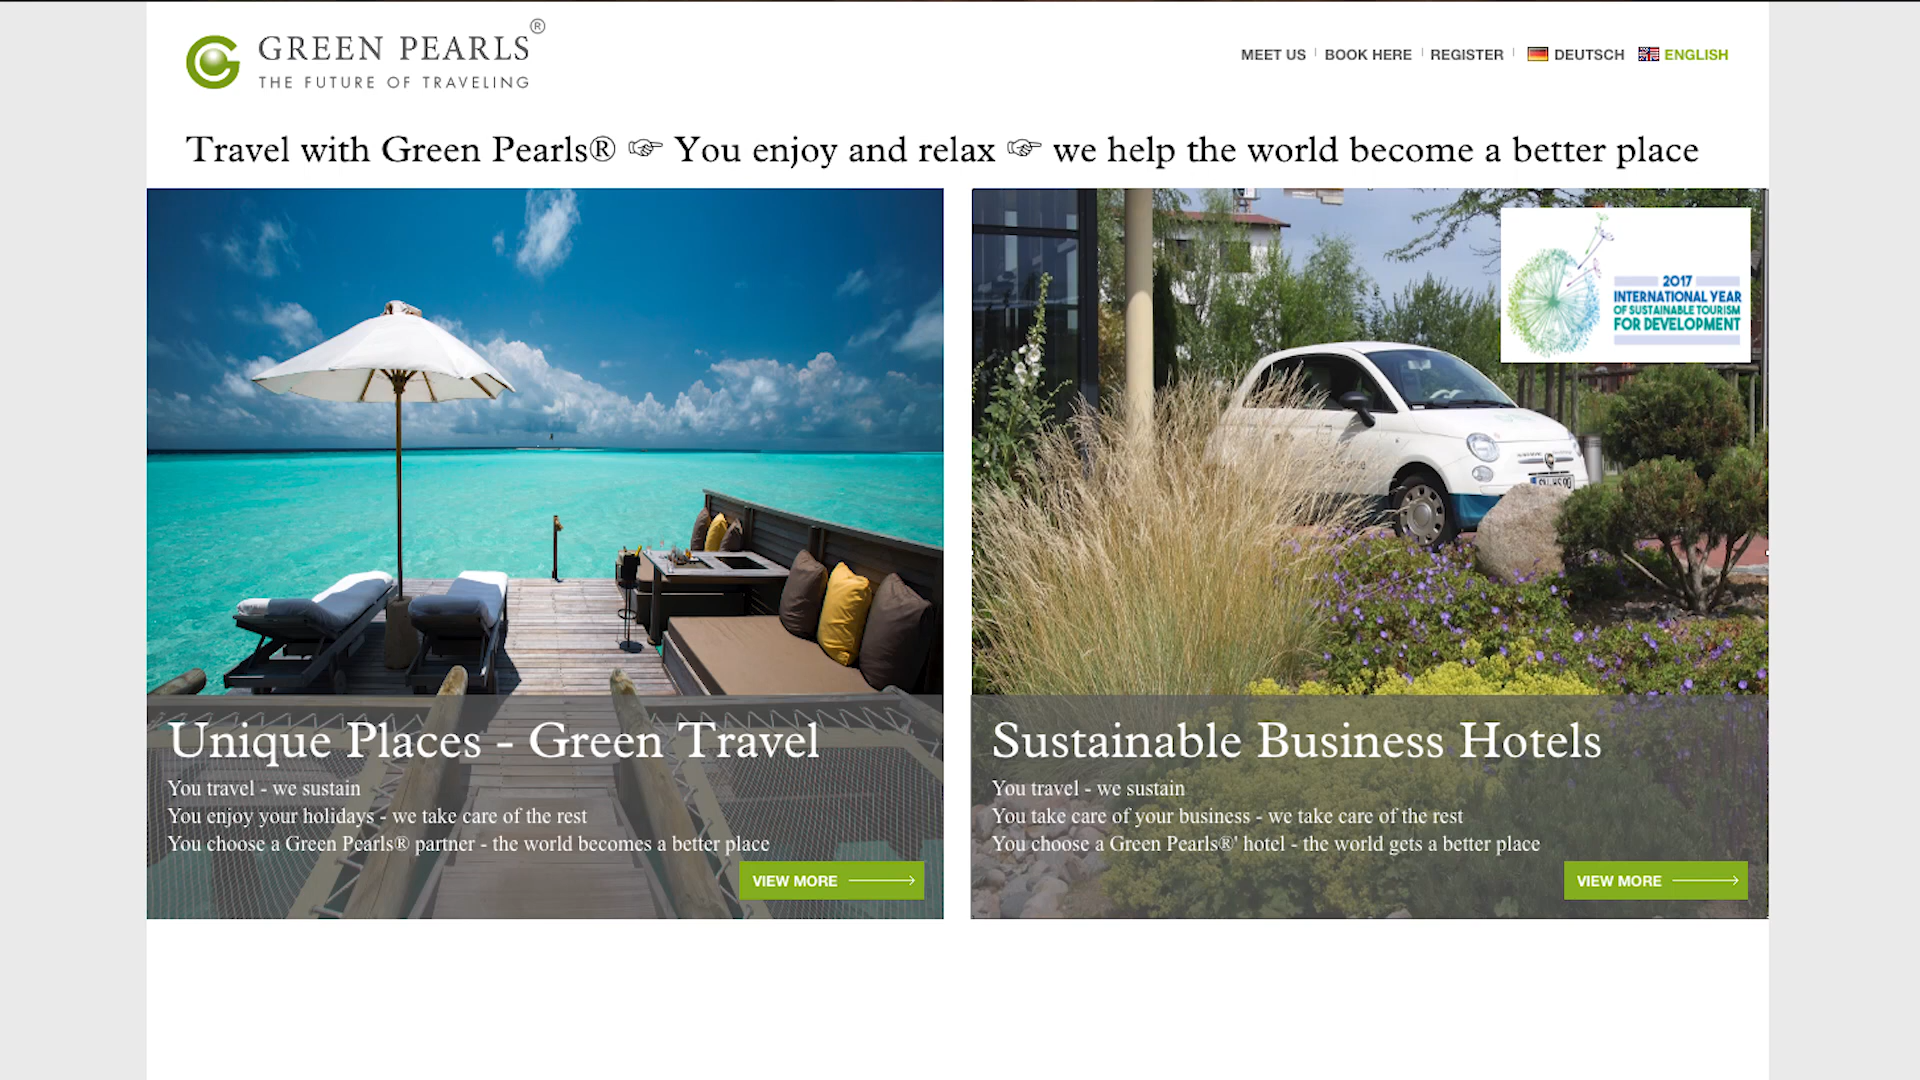 GREEN PEARLS®
THE FUTURE OF TRAVELING
MEET US
BOOK HERE
REGISTER
DEUTSCH
ENGLISH
Travel with Green Pearls® ☞ You enjoy and relax ☞ we help the world become a better place
2017
INTERNATIONAL YEAR
OF SUSTAINABLE TOURISM
FOR DEVELOPMENT
Unique Places - Green Travel
You travel - we sustain
You enjoy your holidays - we take care of the rest
You choose a Green Pearls® partner - the world becomes a better place
VIEW MORE
Sustainable Business Hotels
You travel - we sustain
You take care of your business - we take care of the rest
You choose a Green Pearls®' hotel - the world gets a better place
VIEW MORE